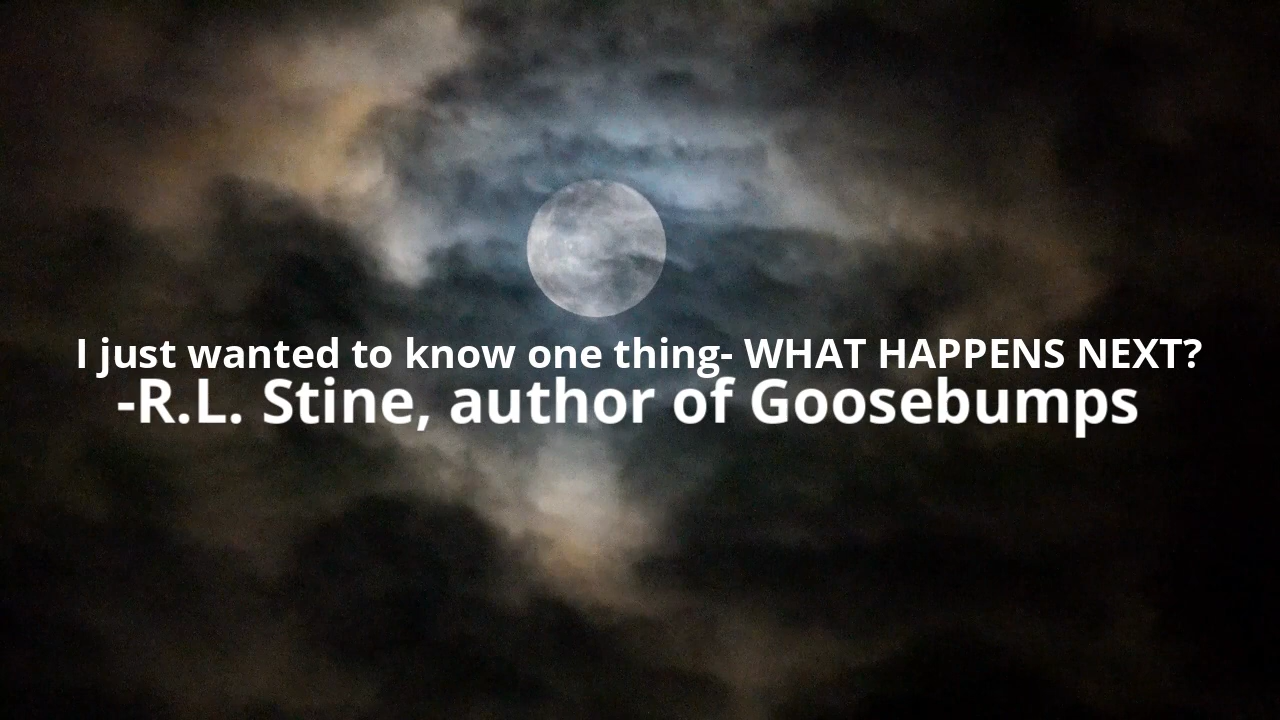 I just wanted to know one thing- WHAT HAPPENS NEXT?
-R.L. Stine, author of Goosebumps